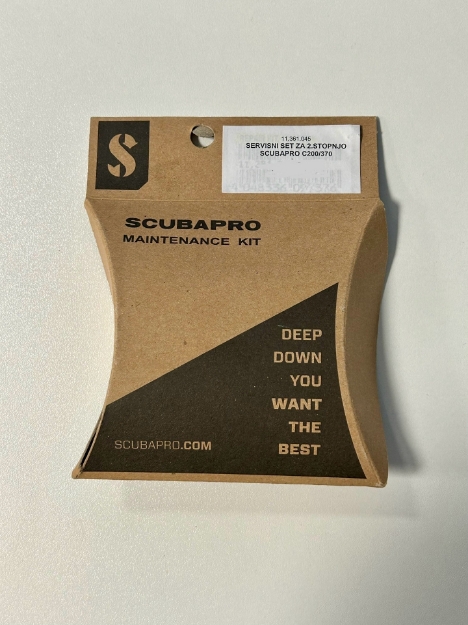 S
11.361.045
SERVISNI SET ZA 2.STOPNJO
SCUBAPRO C200/370
SCUBAPRO
MAINTENANCE KIT
DEEP
DOWN
YOU
WANT
THE
BEST
SCUBAPRO.COM